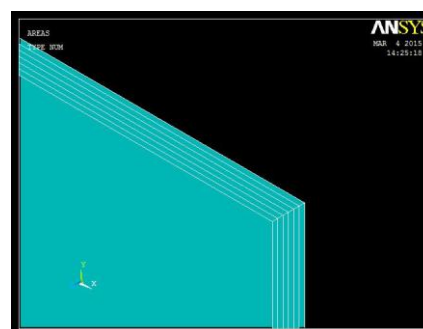 AREAS
TYPE NUM
ANSYS
MAR 4 2015
14:25:18
Y
X